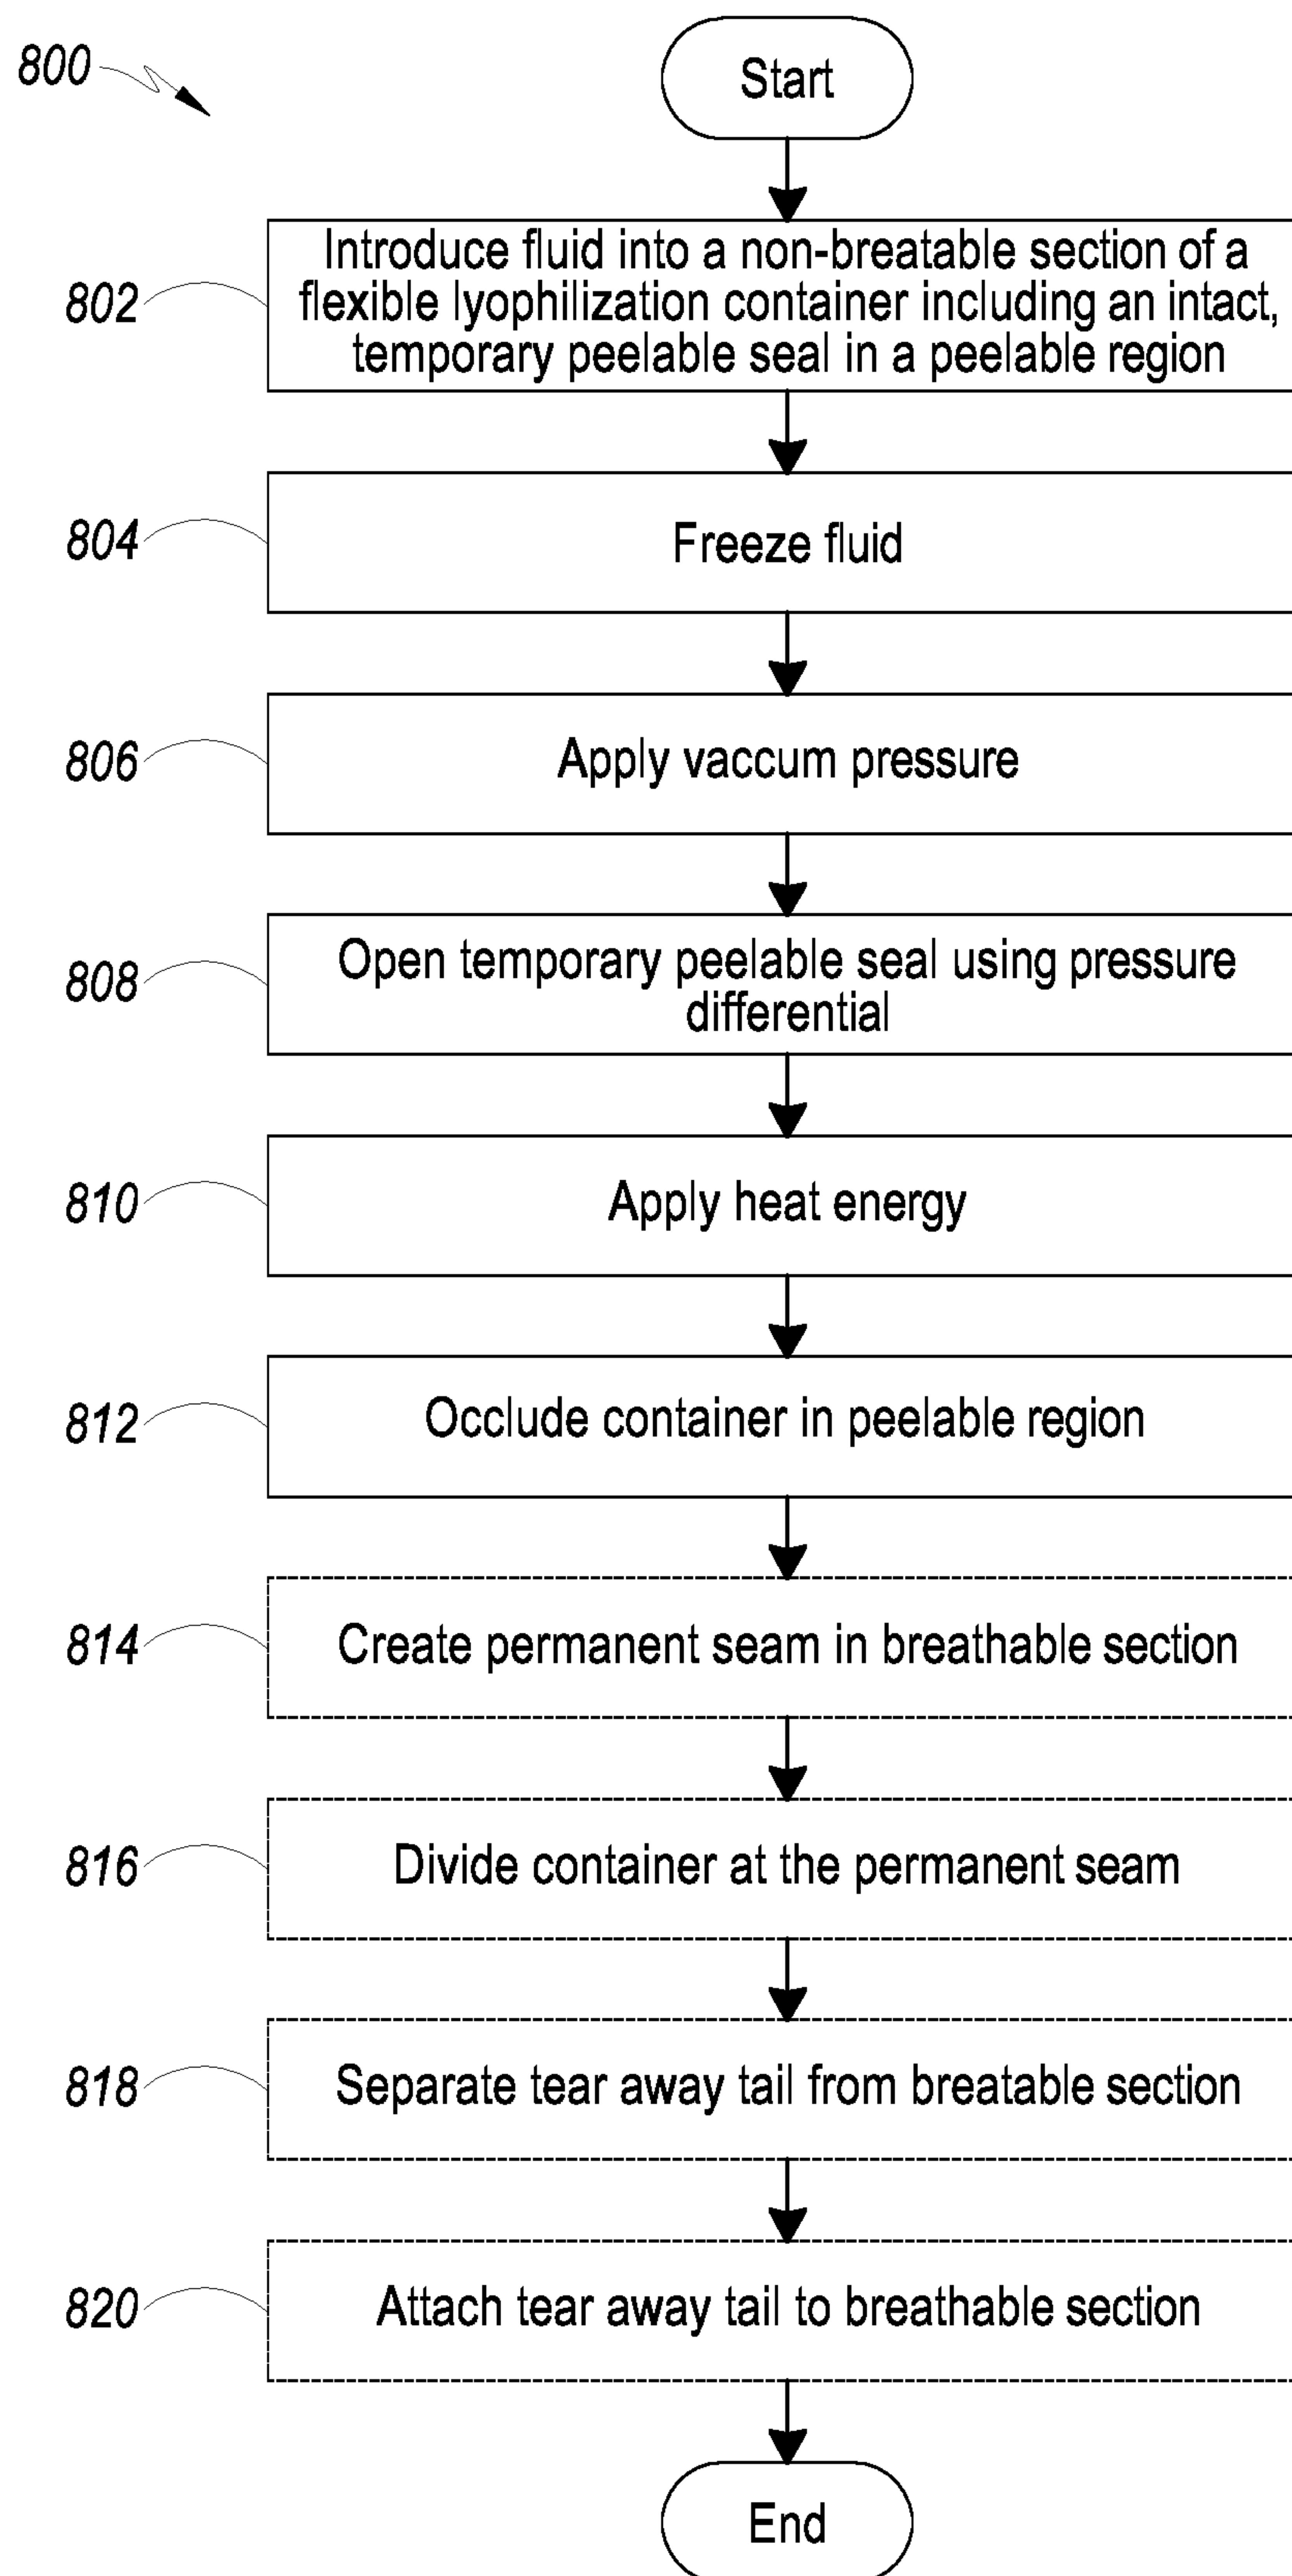 800
Start
802
Introduce fluid into a non-breatable section of a
flexible lyophilization container including an intact,
temporary peelable seal in a peelable region
804
Freeze fluid
806
Apply vaccum pressure
808
Open temporary peelable seal using pressure
differential
810
Apply heat energy
812
Occlude container in peelable region
814
Create permanent seam in breathable section
816
Divide container at the permanent seam
818
Separate tear away tail from breatable section
820
Attach tear away tail to breathable section
End